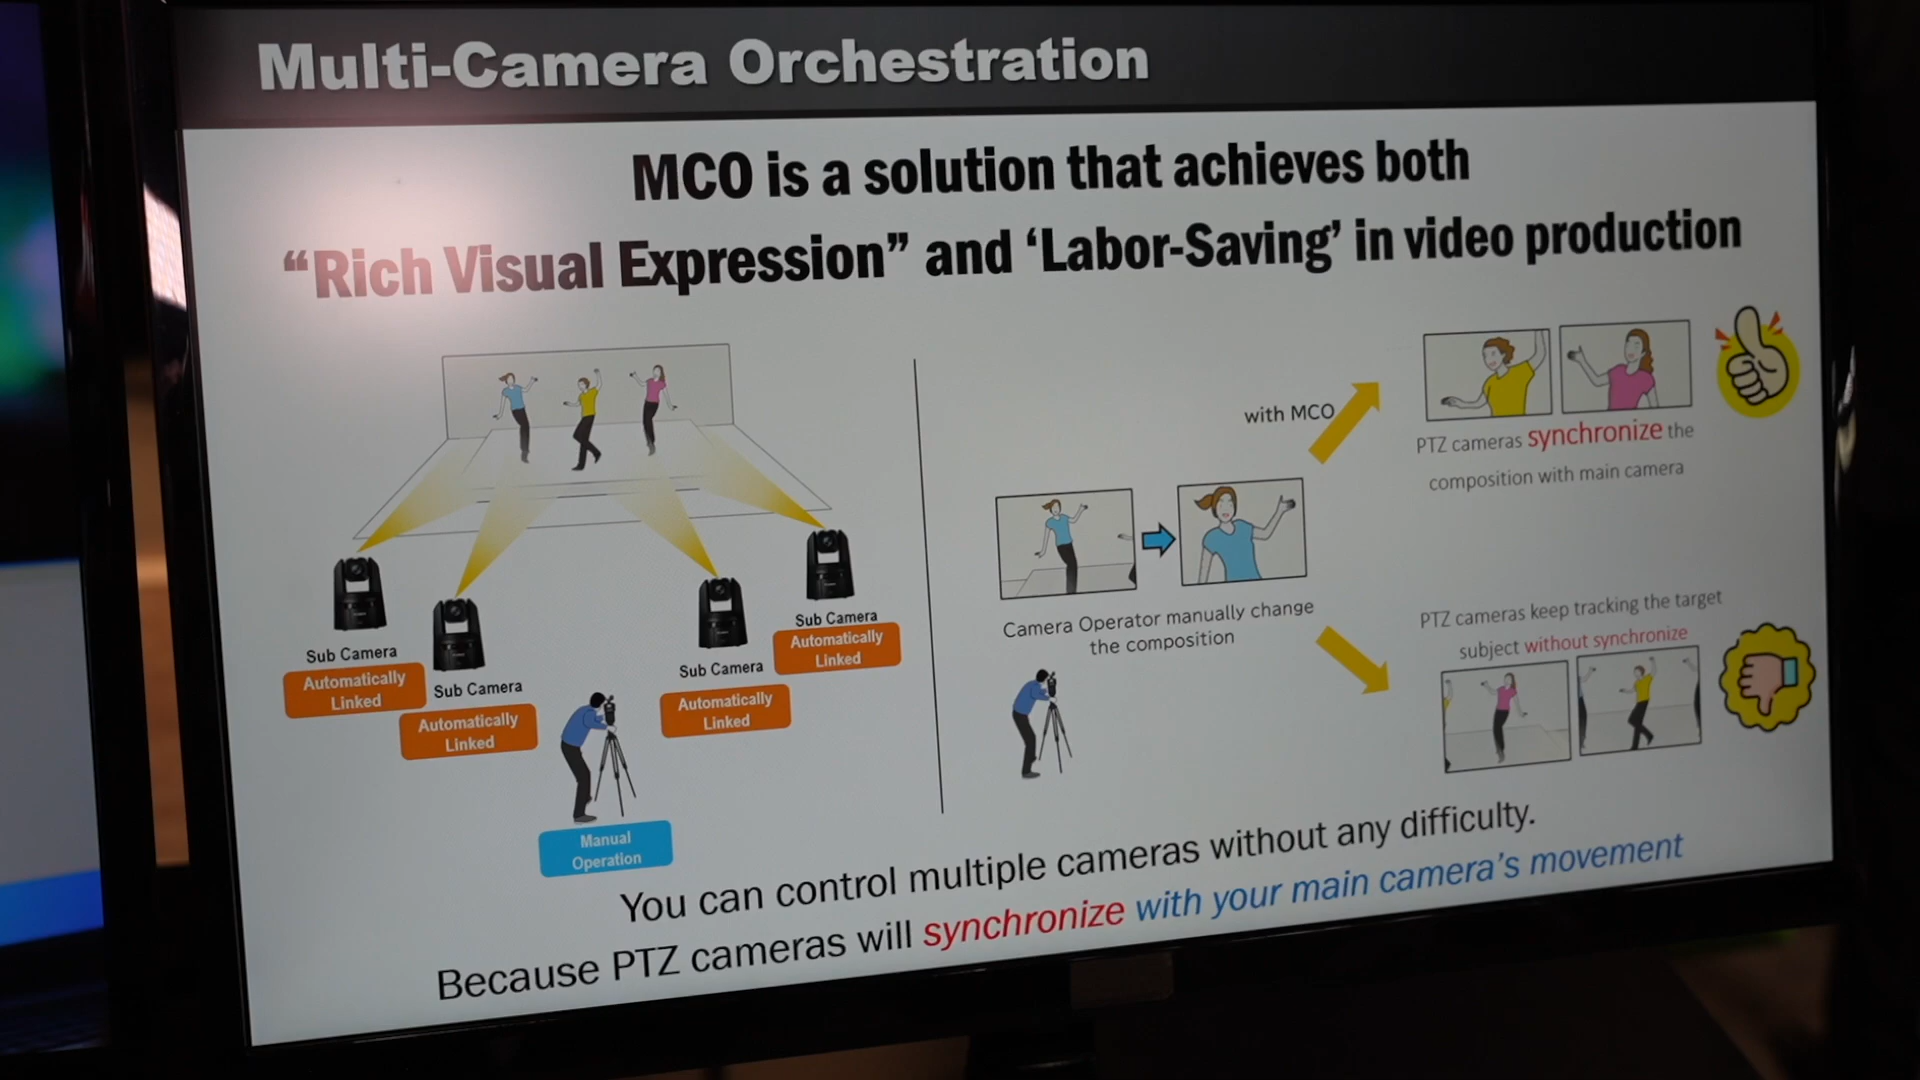 Multi-Camera Orchestration
MCO is a solution that achieves both
“Rich Visual Expression” and ‘Labor-Saving’ in video production
Sub Camera
Automatically
Linked
Sub Camera
Automatically
Linked
Sub Camera
Automatically
Linked
Sub Camera
Automatically
Linked
Manual
Operation
with MCO
PTZ cameras synchronize the
composition with main camera
Camera Operator manually change
the composition
PTZ cameras keep tracking the target
subject without synchronize
You can control multiple cameras without any difficulty.
Because PTZ cameras will synchronize with your main camera’s movement